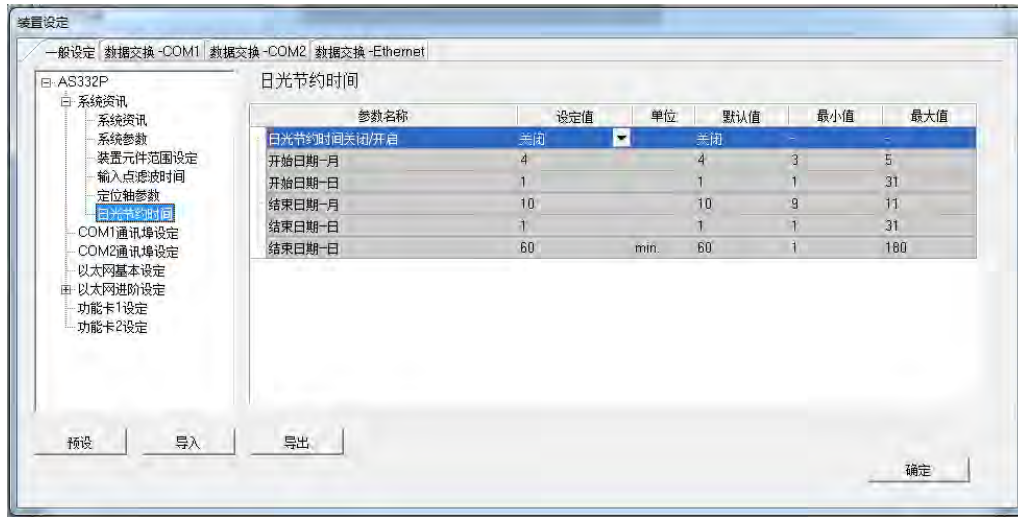 装置设定
一般设定 数据交换-COM1 数据交换-COM2 数据交换-Ethernet
AS332P
系统资讯
系统资讯
系统参数
装置元件范围设定
输入点滤波时间
定位轴参数
日光节约时间
COM1通讯埠设定
COM2通讯埠设定
以太网基本设定
以太网进阶设定
功能卡1设定
功能卡2设定
日光节约时间
参数名称 设定值 单位 默认值 最小值 最大值
日光节约时间关闭/开启 关闭 关闭 - -
开始日期-月 4 4 3 5
开始日期-日 1 1 1 31
结束日期-月 10 10 9 11
结束日期-日 1 1 1 31
结束日期-日 60 min. 60 1 180
预设 导入 导出
确定